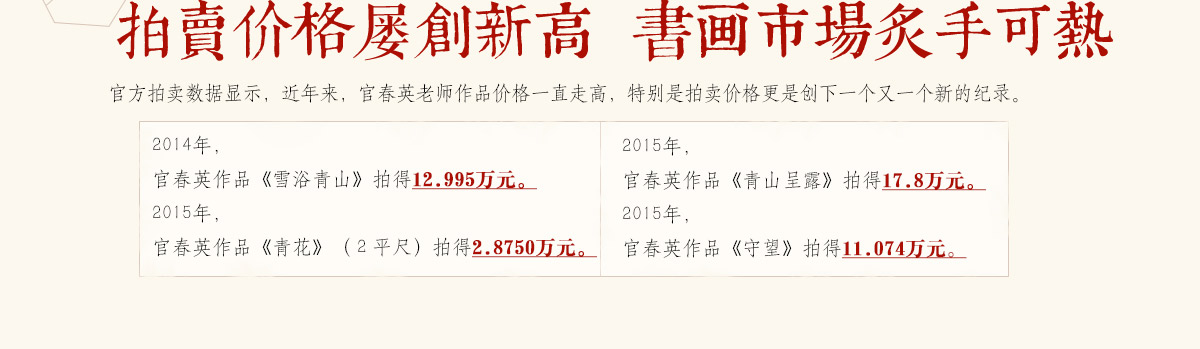 拍賣价格屡創新高 書画市場炙手可熱
官方拍卖数据显示，近年来，官春英老师作品价格一直走高，特别是拍卖价格更是创下一个又一个新的纪录。
2014年，
官春英作品《雪浴青山》拍得12.995万元。
2015年，
官春英作品《青花》（2平尺）拍得2.8750万元。
2015年，
官春英作品《青山呈露》拍得17.8万元。
2015年，
官春英作品《守望》拍得11.074万元。